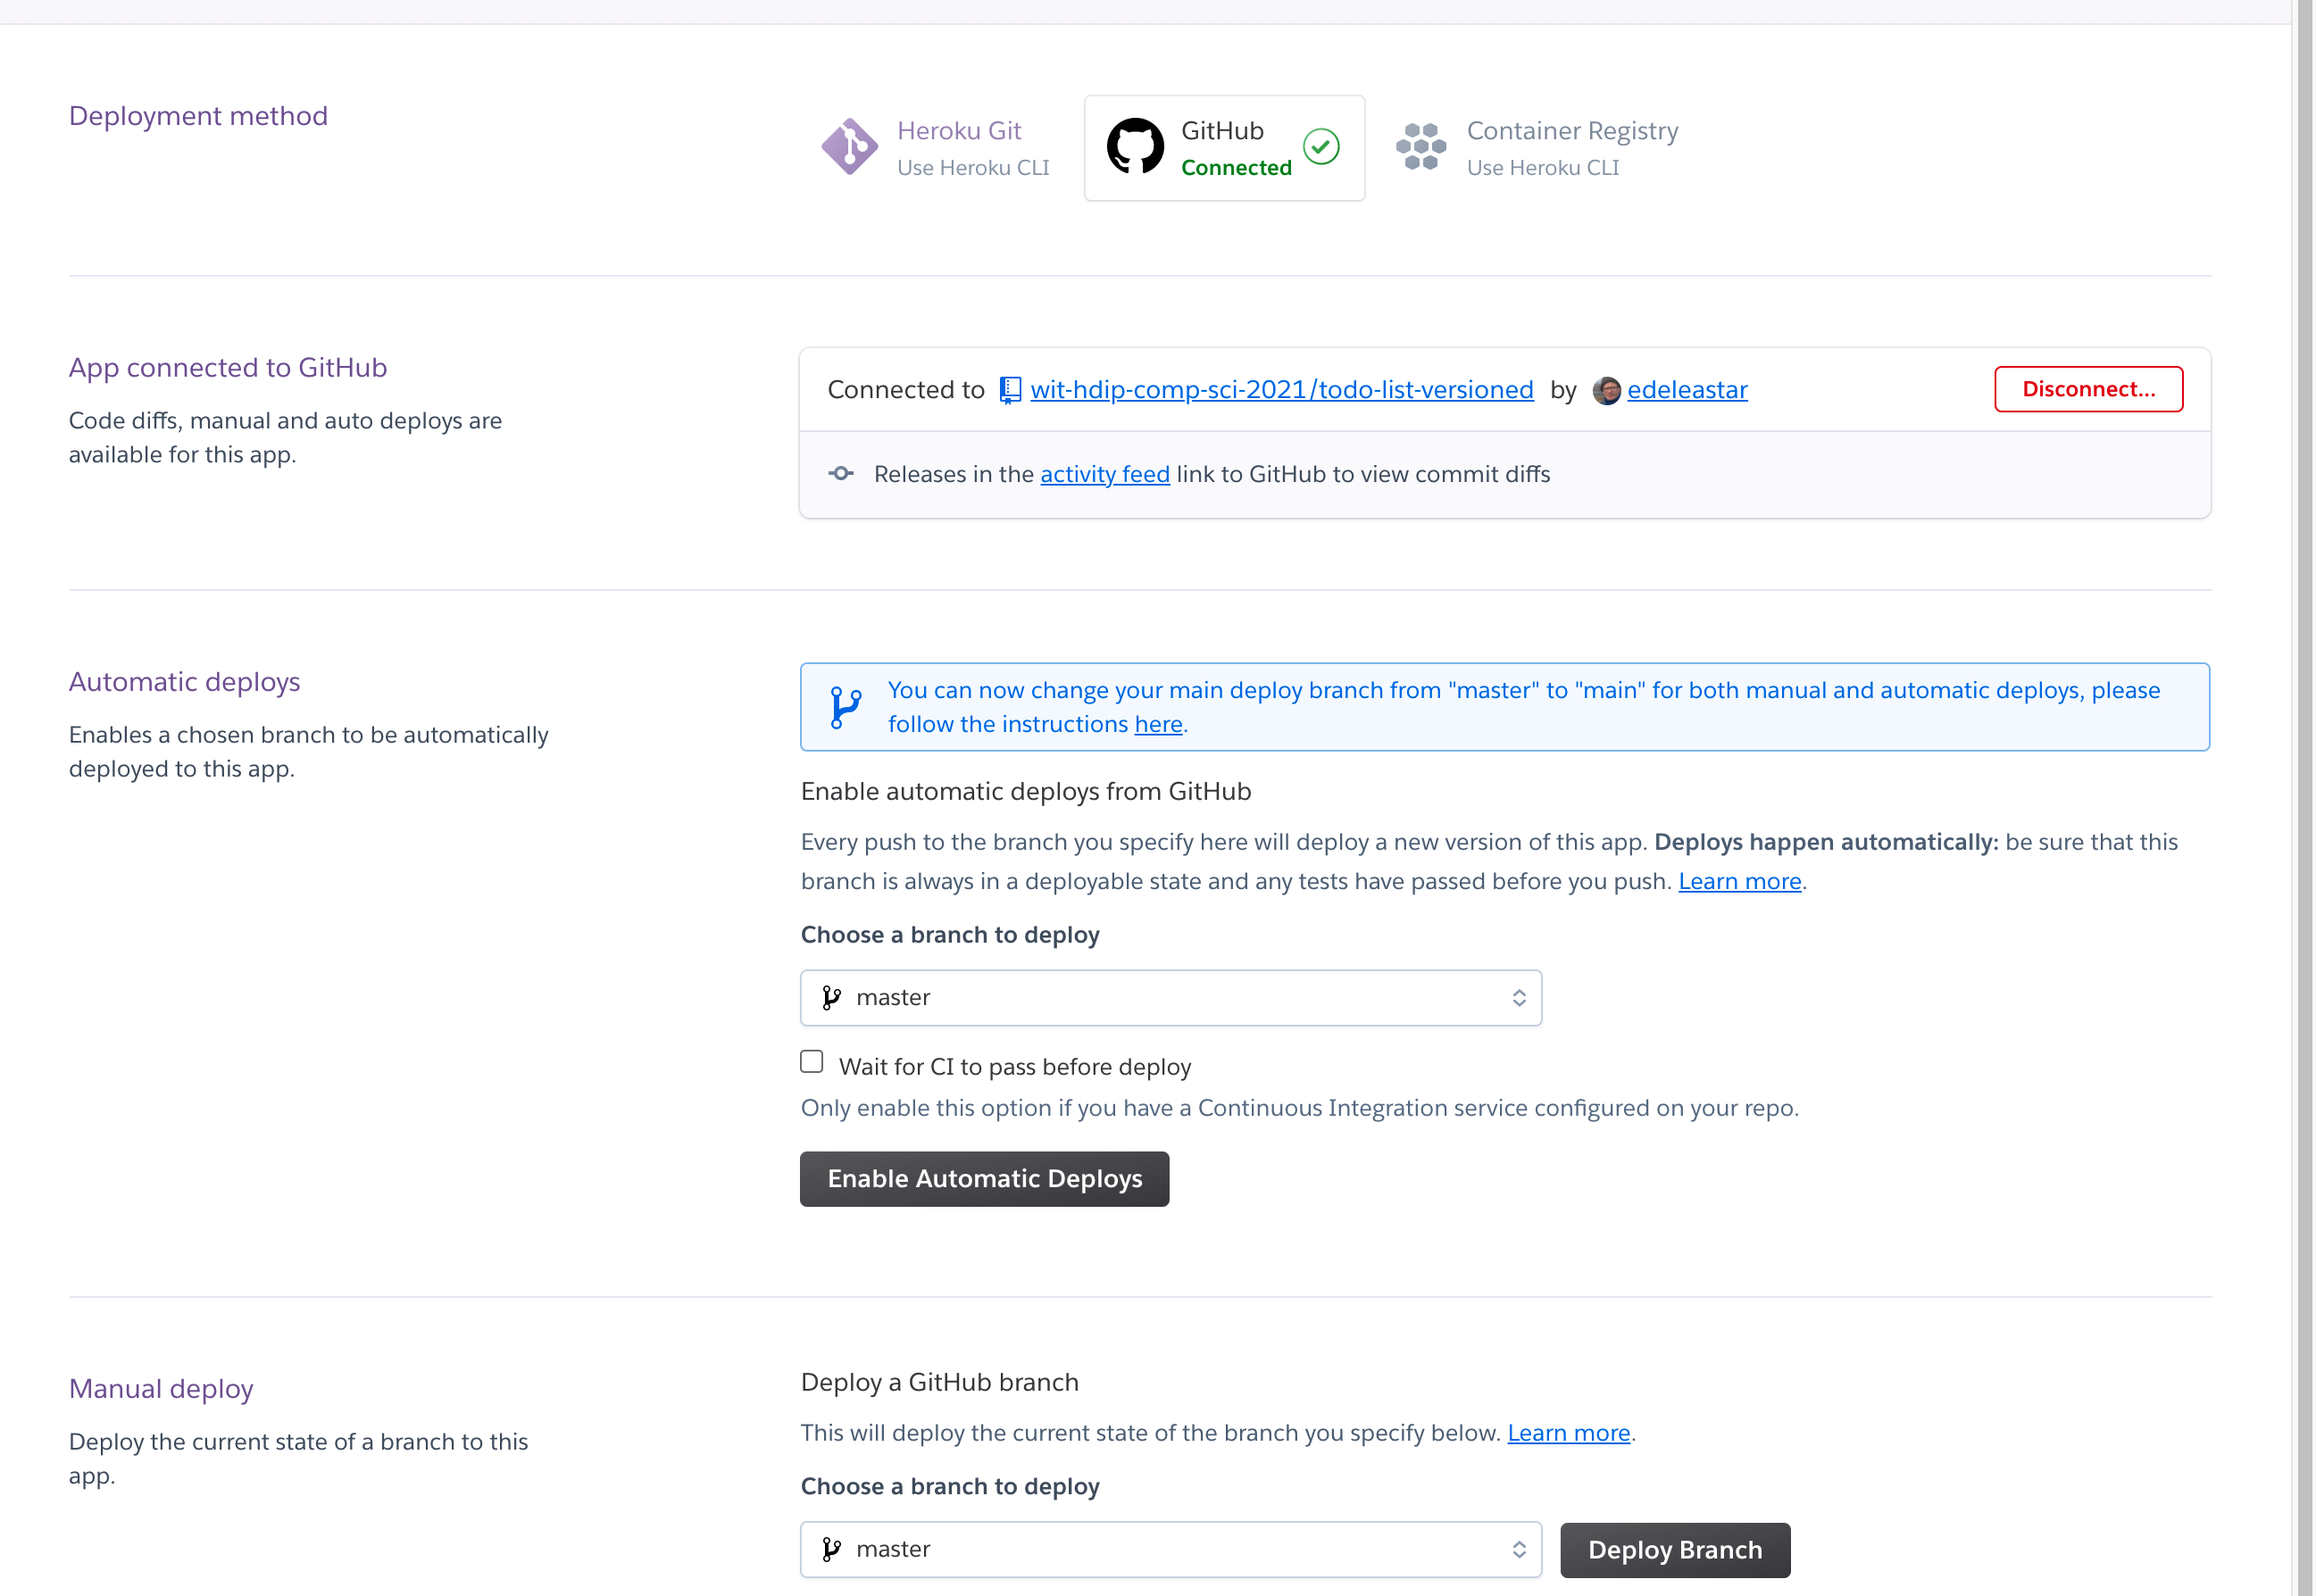 Deployment method
Heroku Git
Use Heroku CLI
GitHub
Connected
Container Registry
Use Heroku CLI
App connected to GitHub
Code diffs, manual and auto deploys are
available for this app.
Connected to wit-hdip-comp-sci-2021/todo-list-versioned by edeleastar
Disconnect...
Releases in the activity feed link to GitHub to view commit diffs
Automatic deploys
Enables a chosen branch to be automatically
deployed to this app.
You can now change your main deploy branch from "master" to "main" for both manual and automatic deploys, please
follow the instructions here.
Enable automatic deploys from GitHub
Every push to the branch you specify here will deploy a new version of this app. Deploys happen automatically: be sure that this
branch is always in a deployable state and any tests have passed before you push. Learn more.
Choose a branch to deploy
master
Wait for CI to pass before deploy
Only enable this option if you have a Continuous Integration service configured on your repo.
Enable Automatic Deploys
Manual deploy
Deploy the current state of a branch to this
app.
Deploy a GitHub branch
This will deploy the current state of the branch you specify below. Learn more.
Choose a branch to deploy
master
Deploy Branch